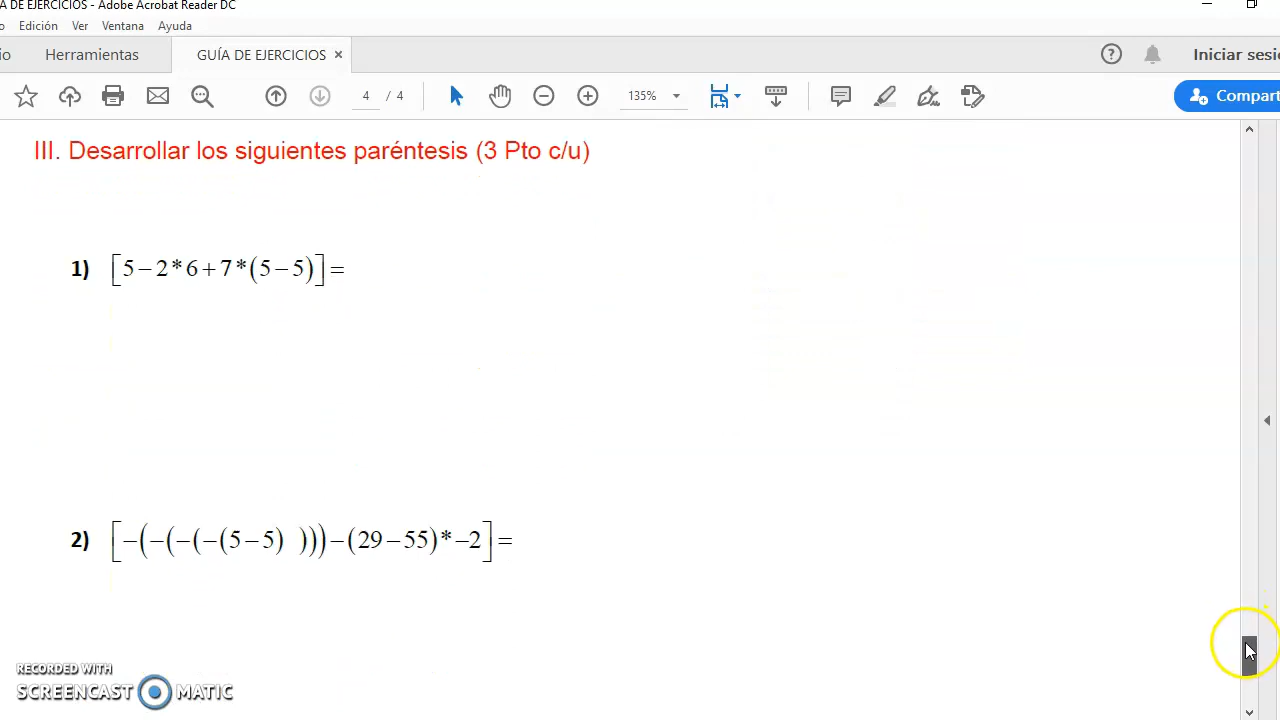 A DE EJERCICIOS - Adobe Acrobat Reader DC
o Edición Ver Ventana Ayuda
io Herramientas GUÍA DE EJERCICIOS ×
4 / 4 135% Iniciar sesi
Compart
III. Desarrollar los siguientes paréntesis (3 Pto c/u)
1) [5−2*6+7*(5−5)]=
2) [−(−(−(−(5−5) )))−(29−55)*−2]=
RECORDED WITH
SCREENCAST MATIC